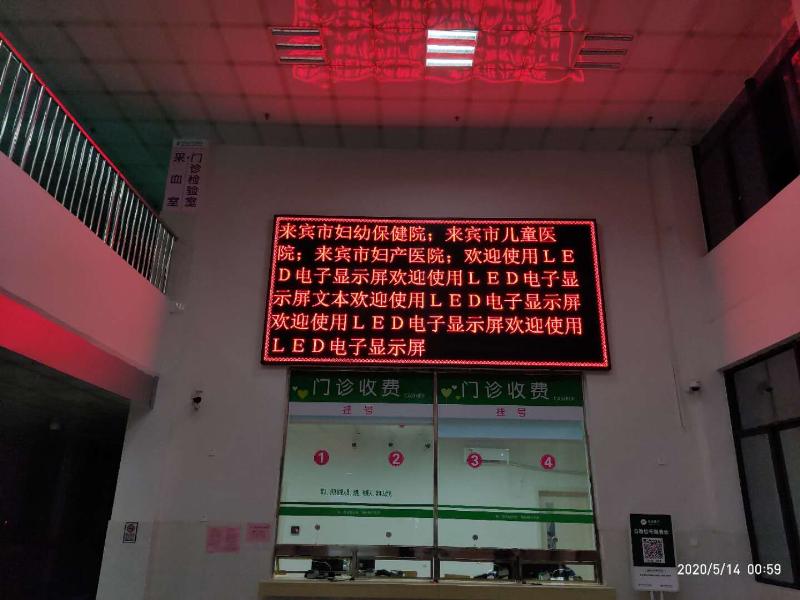 门诊检验室
采血室
来宾市妇幼保健院；来宾市儿童医
院；来宾市妇产医院；欢迎使用ＬＥ
Ｄ电子显示屏欢迎使用ＬＥＤ电子显
示屏文本欢迎使用ＬＥＤ电子显示屏
欢迎使用ＬＥＤ电子显示屏欢迎使用
ＬＥＤ电子显示屏
门诊收费 门诊收费
挂号 挂号
1 2 3 4
2020/5/14 00:59